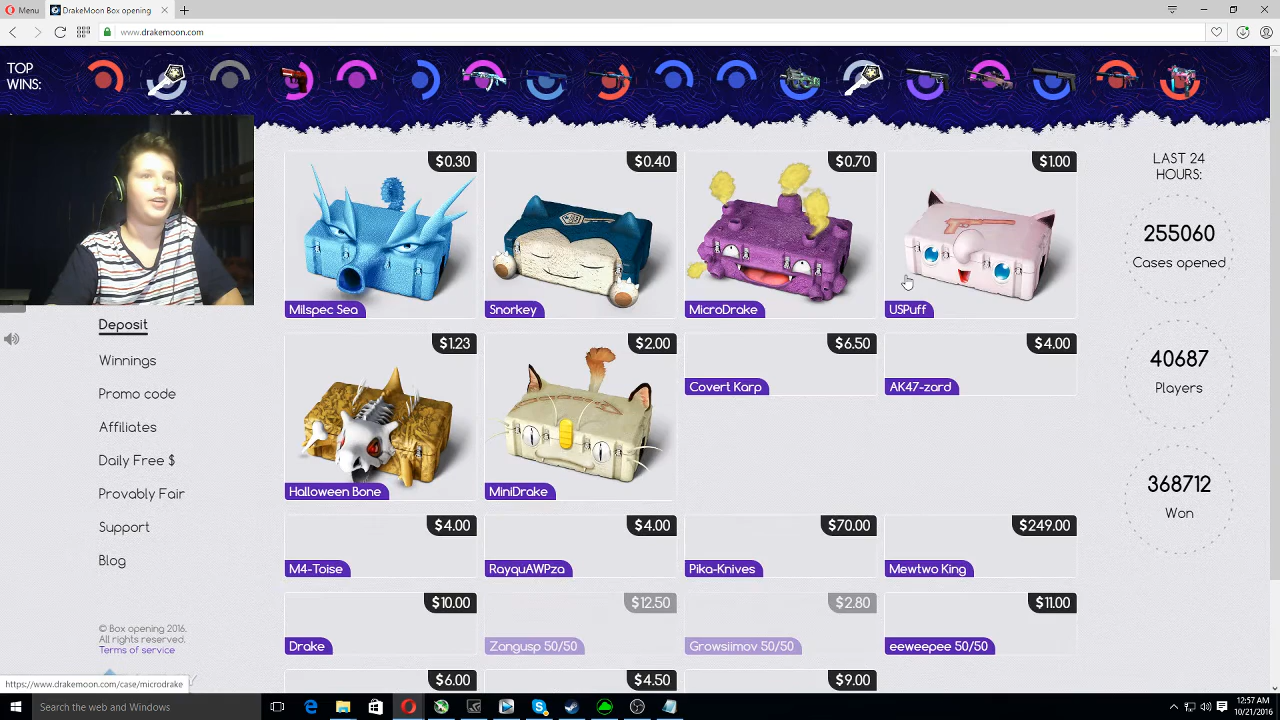 Menu
DrakeMoon Box opening
www.drakemoon.com
TOP
WINS:
$0.30
$0.40
$0.70
$1.00
Milspec Sea
Snorkey
MicroDrake
USPuff
$1.23
$2.00
$6.50
$4.00
Covert Karp
AK47-zard
Halloween Bone
MiniDrake
$4.00
$4.00
$70.00
$249.00
M4-Toise
RayquAWPza
Pika-Knives
Mewtwo King
$10.00
$12.50
$2.80
$11.00
Drake
Zangusp 50/50
Growsiimov 50/50
eeweepee 50/50
$6.00
$4.50
$9.00
Deposit
Winnings
Promo code
Affiliates
Daily Free $
Provably Fair
Support
Blog
© Box opening 2016.
All rights reserved.
Terms of service
LAST 24
HOURS:
255060
Cases opened
40687
Players
368712
Won
https://www.drakemoon.com/case/microdrake
Search the web and Windows
12:57 AM
10/21/2016